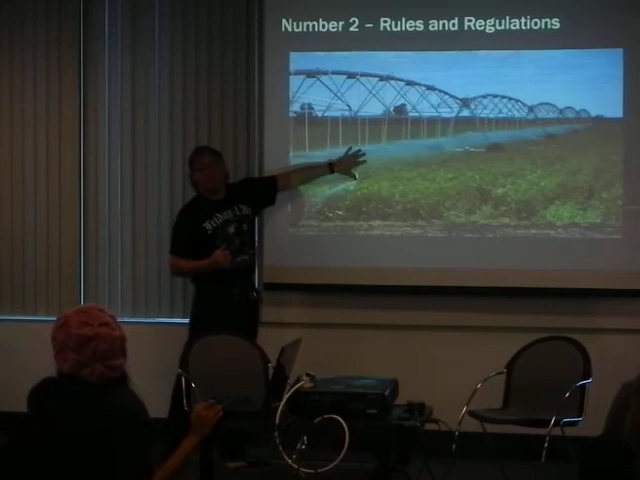 Number 2 – Rules and Regulations